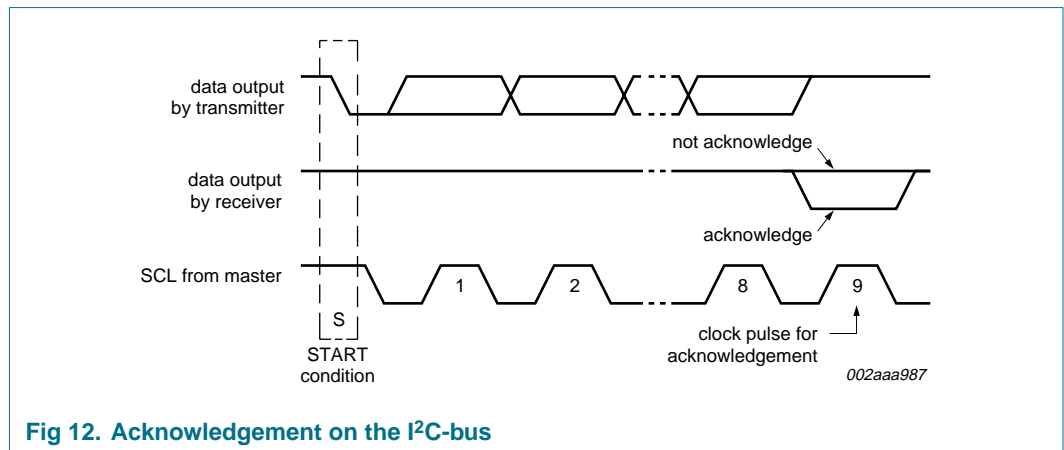 data output
by transmitter
not acknowledge
data output
by receiver
acknowledge
SCL from master
1
2
8
9
S
START
condition
clock pulse for
acknowledgement
002aaa987
Fig 12. Acknowledgement on the I²C-bus